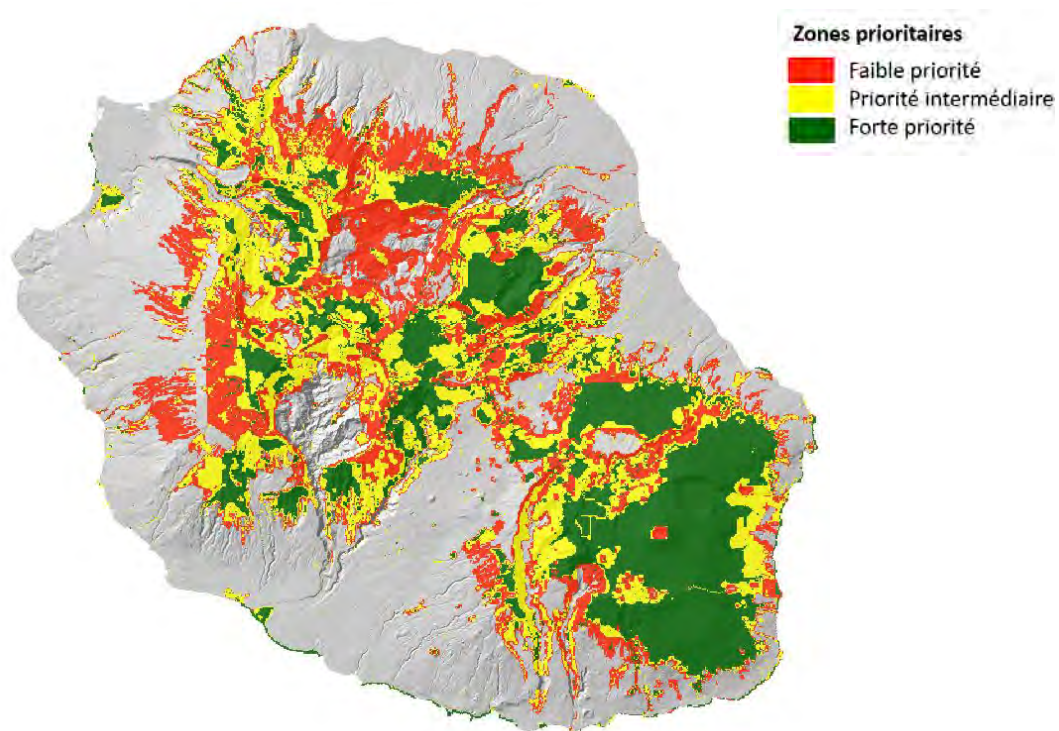 Zones prioritaires
Faible priorité
Priorité intermédiaire
Forte priorité